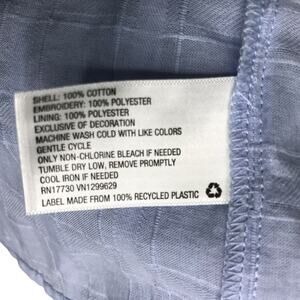 SHELL: 100% COTTON
EMBROIDERY: 100% POLYESTER
LINING: 100% POLYESTER
EXCLUSIVE OF DECORATION
MACHINE WASH COLD WITH LIKE COLORS
GENTLE CYCLE
ONLY NON-CHLORINE BLEACH IF NEEDED
TUMBLE DRY LOW, REMOVE PROMPTLY
COOL IRON IF NEEDED
RN17730 VN1299629
LABEL MADE FROM 100% RECYCLED PLASTIC